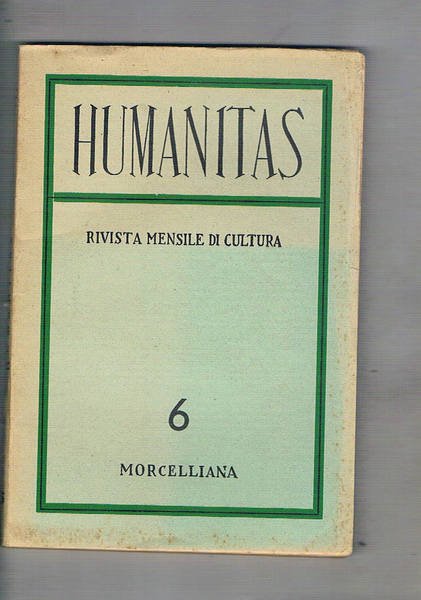 HUMANITAS
RIVISTA MENSILE DI CULTURA
6
MORCELLIANA